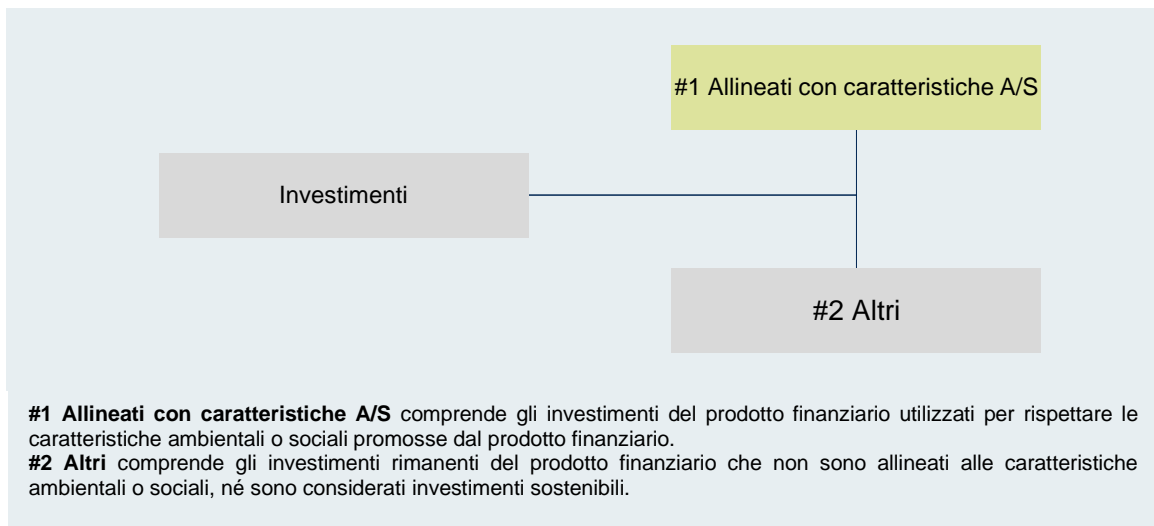 #1 Allineati con caratteristiche A/S
Investimenti
#2 Altri
#1 Allineati con caratteristiche A/S comprende gli investimenti del prodotto finanziario utilizzati per rispettare le
caratteristiche ambientali o sociali promosse dal prodotto finanziario.
#2 Altri comprende gli investimenti rimanenti del prodotto finanziario che non sono allineati alle caratteristiche
ambientali o sociali, né sono considerati investimenti sostenibili.